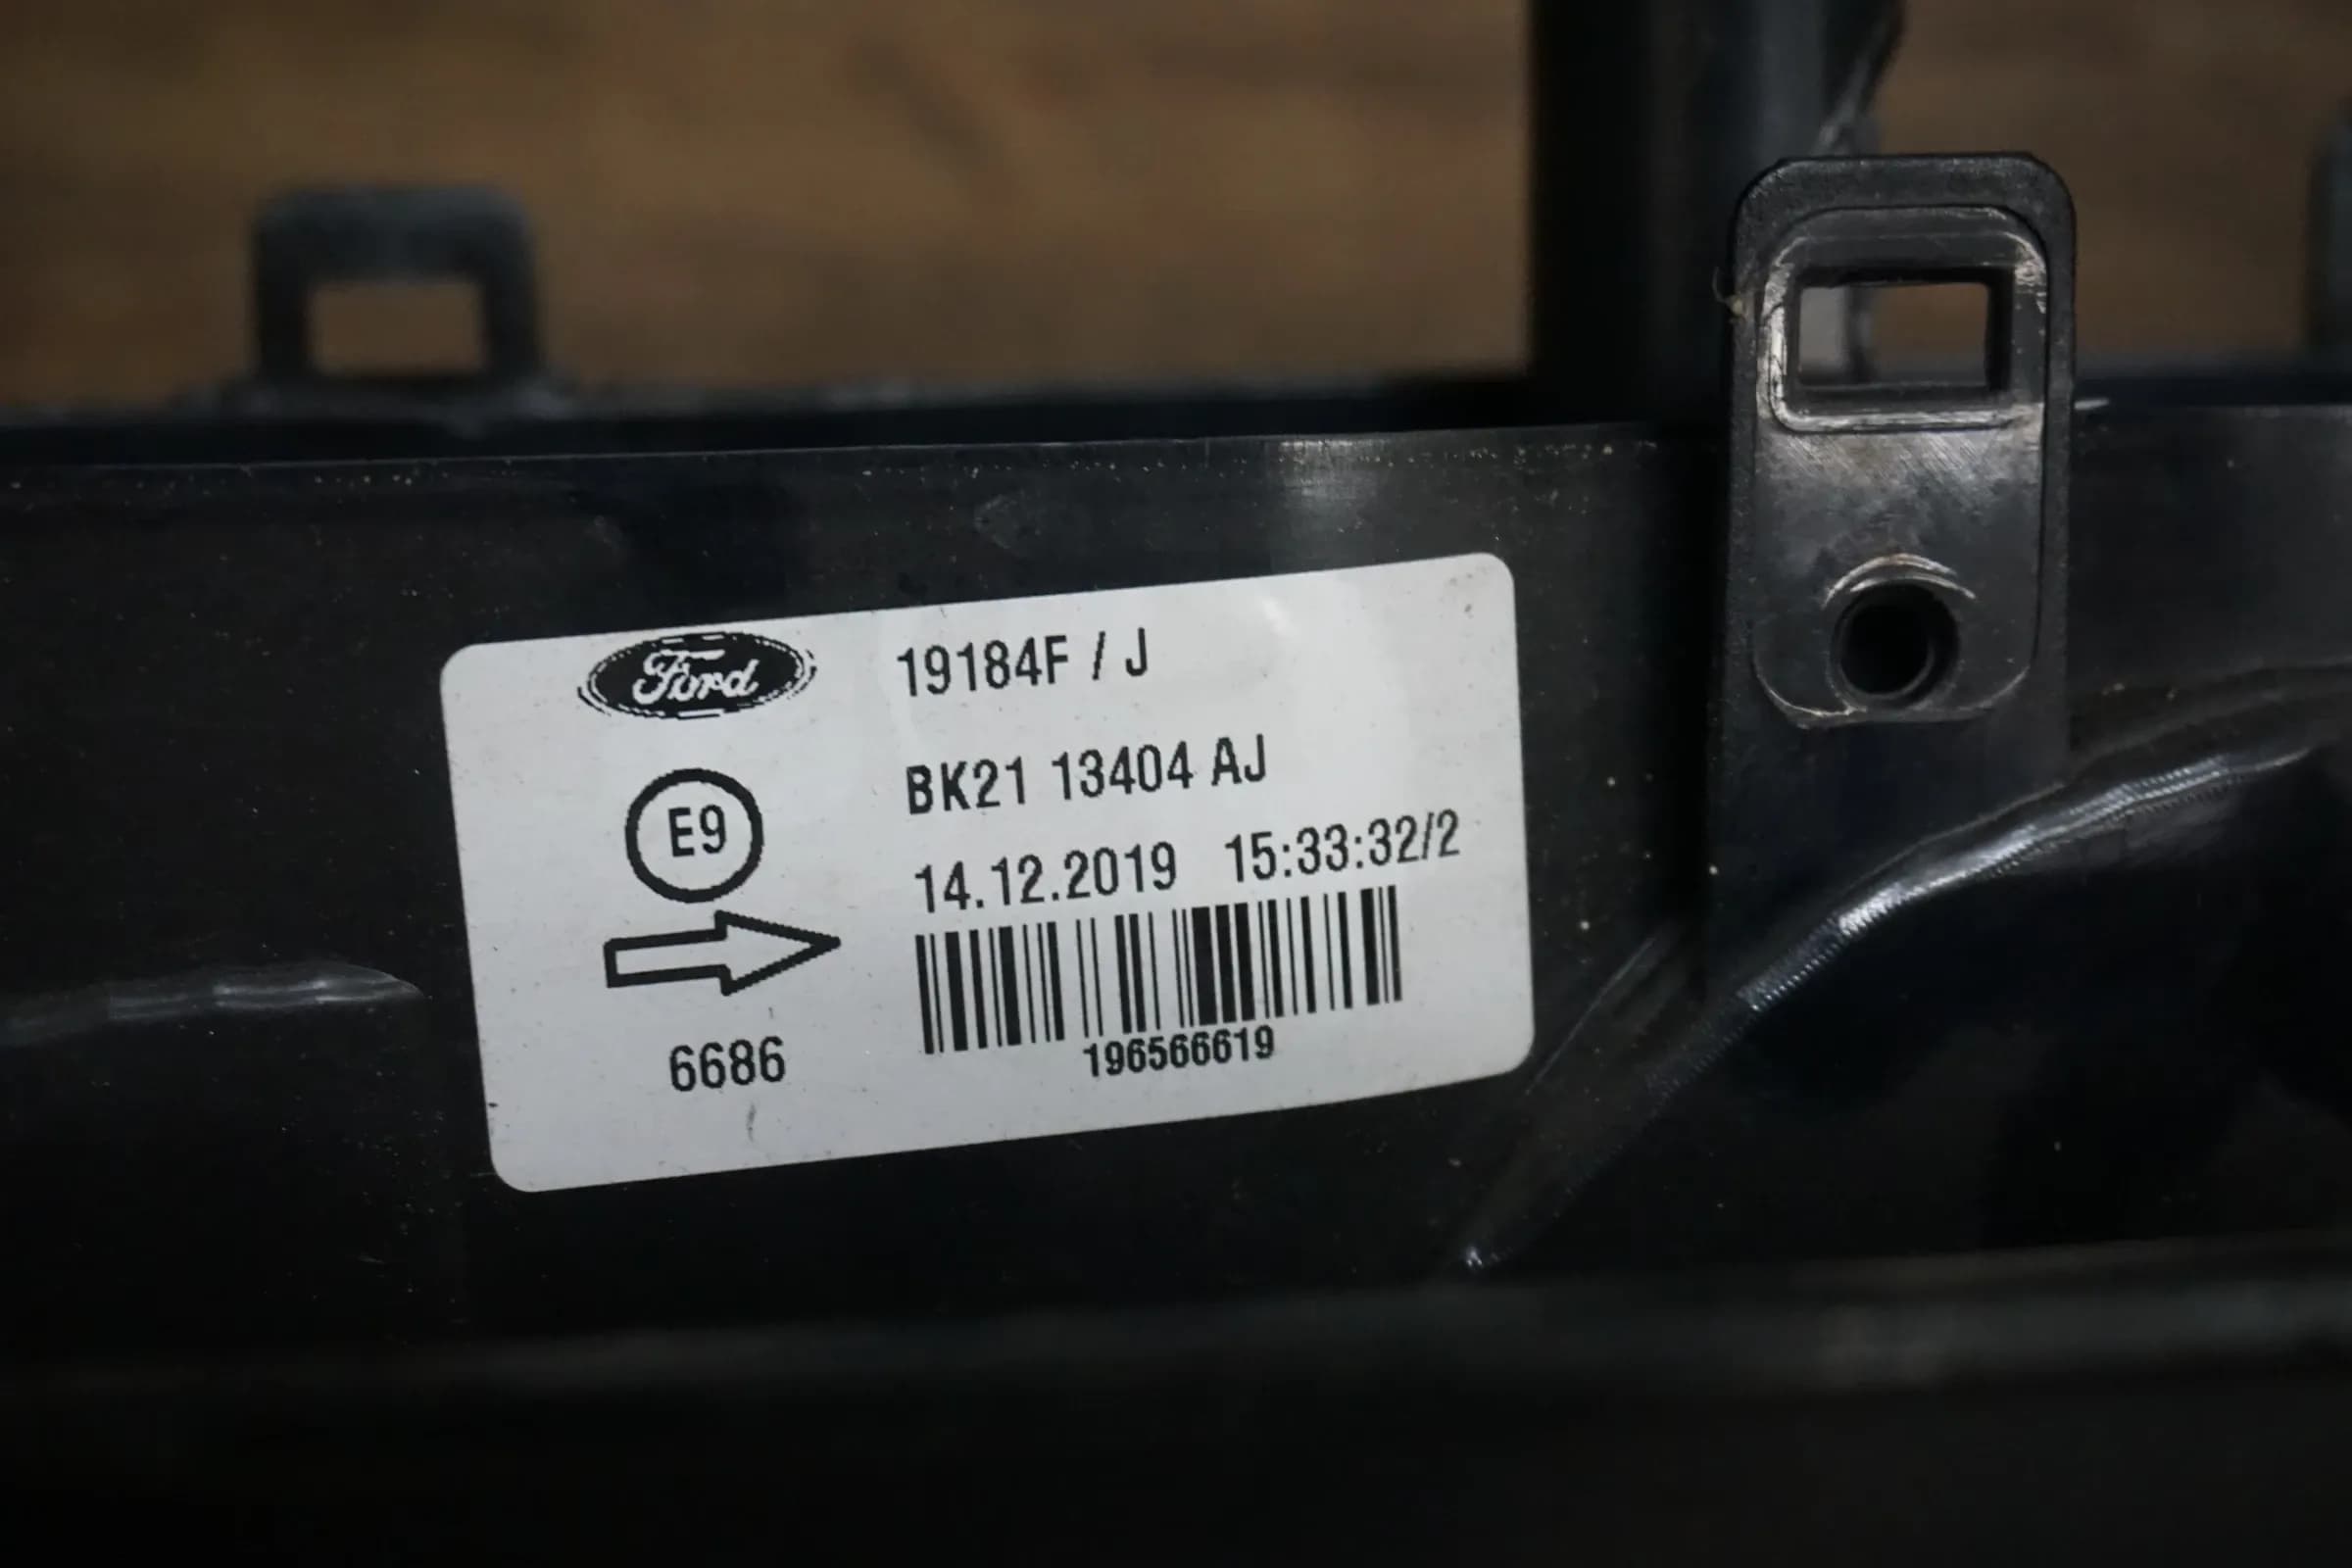 Ford
19184F / J
E9
BK21 13404 AJ
14.12.2019 15:33:32/2
6686
196566619